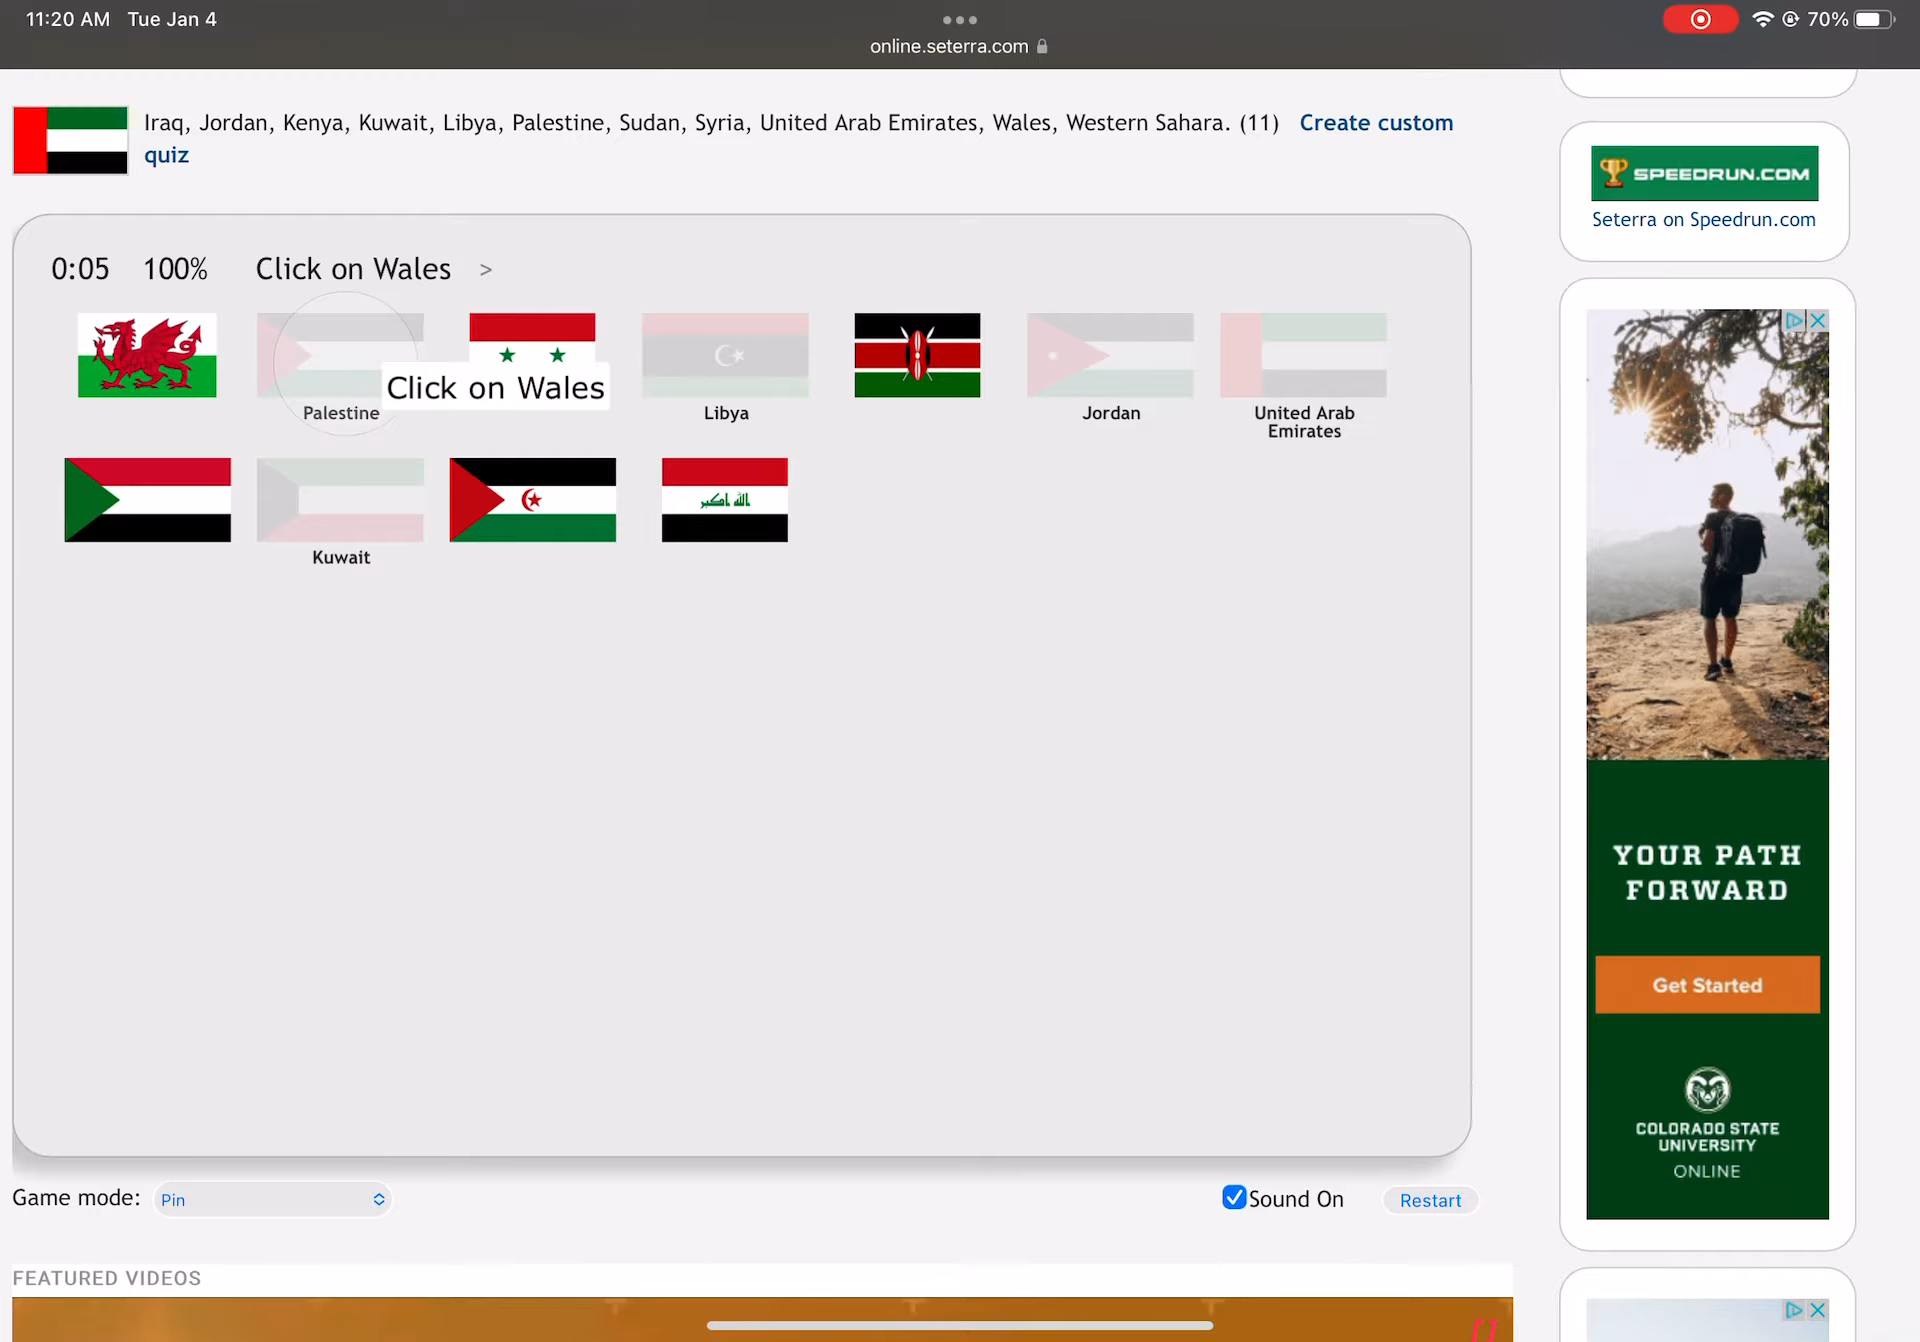 11:20 AM Tue Jan 4
70%
online.seterra.com
Iraq, Jordan, Kenya, Kuwait, Libya, Palestine, Sudan, Syria, United Arab Emirates, Wales, Western Sahara. (11) Create custom
quiz
0:05 100% Click on Wales >
Click on Wales
Palestine
Libya
Jordan
United Arab
Emirates
الله اكبر
Kuwait
Game mode: Pin
Sound On
Restart
FEATURED VIDEOS
SPEEDRUN.COM
Seterra on Speedrun.com
YOUR PATH
FORWARD
Get Started
COLORADO STATE
UNIVERSITY
ONLINE